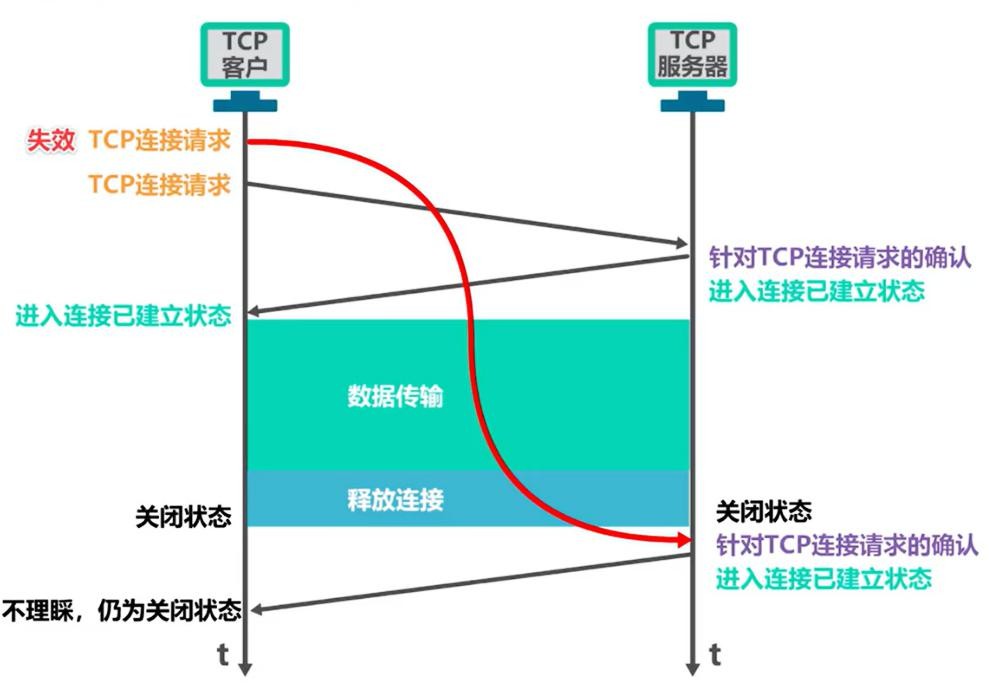 TCP
客户
TCP
服务器
失效 TCP连接请求
TCP连接请求
针对TCP连接请求的确认
进入连接已建立状态
进入连接已建立状态
数据传输
释放连接
关闭状态
关闭状态
针对TCP连接请求的确认
进入连接已建立状态
不理睬，仍为关闭状态
t
t